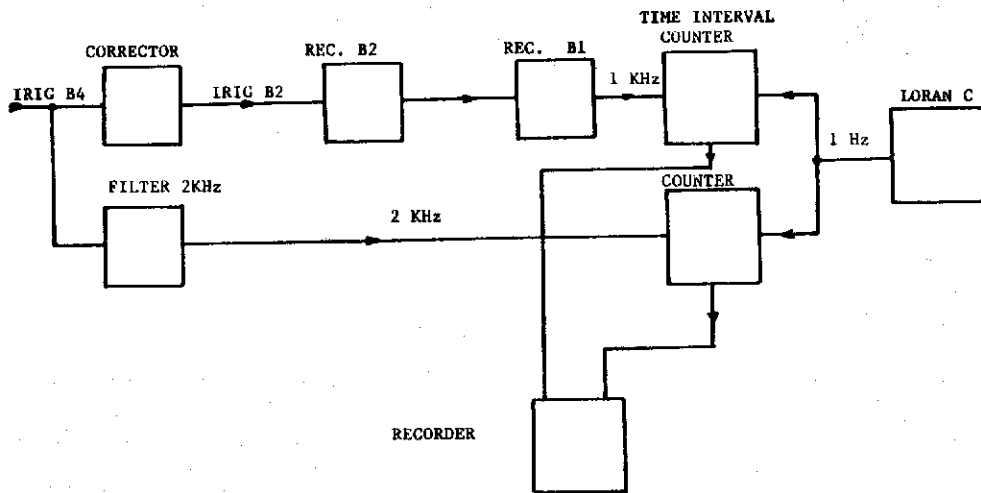 TIME INTERVAL
COUNTER
CORRECTOR
REC. B2
REC. B1
IRIG B4
IRIG B2
1 KHz
LORAN C
1 Hz
FILTER 2KHz
2 KHz
COUNTER
RECORDER